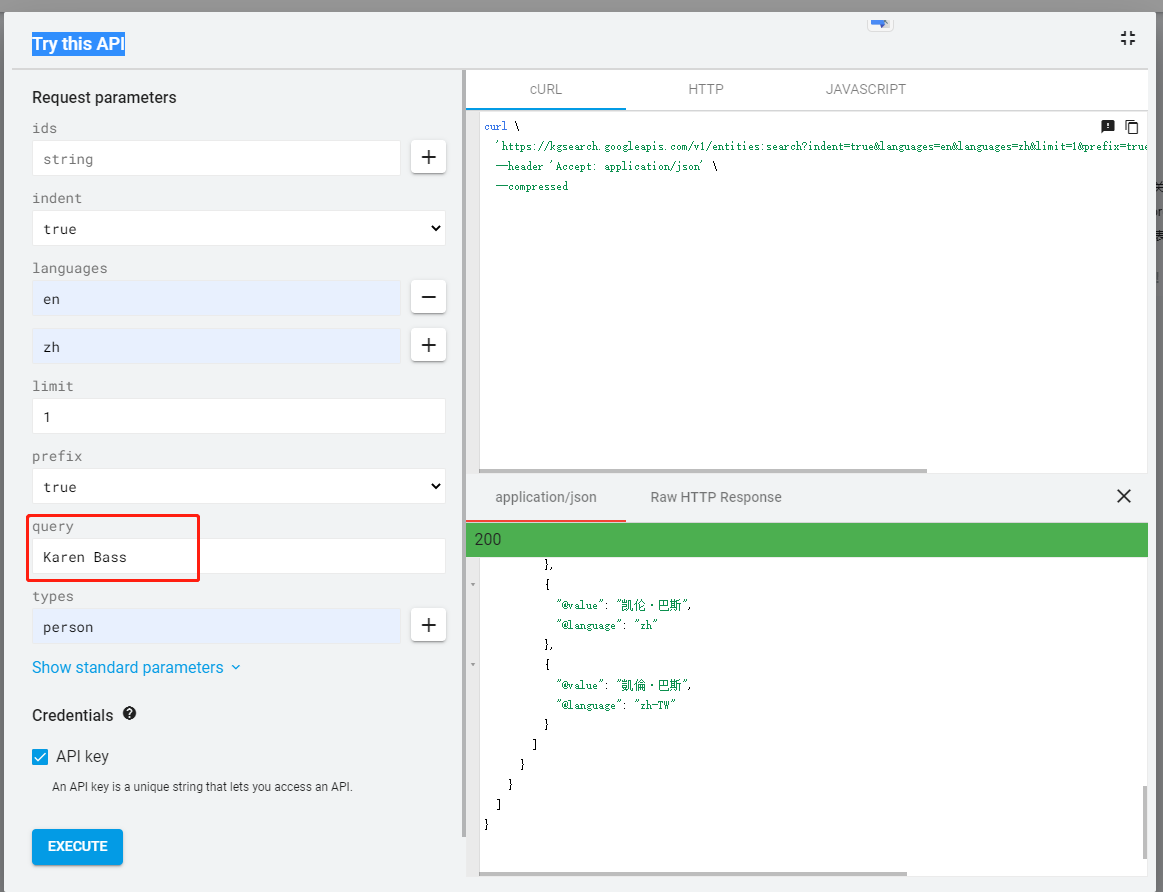 Try this API
Request parameters
ids
string
indent
true
languages
en
zh
limit
1
prefix
true
query
Karen Bass
types
person
Show standard parameters
Credentials
API key
An API key is a unique string that lets you access an API.
EXECUTE
cURL HTTP JAVASCRIPT
curl \
'https://kgsearch.googleapis.com/v1/entities:search?indent=true&languages=en&languages=zh&limit=1&prefix=true
--header 'Accept: application/json' \
--compressed
application/json Raw HTTP Response
200
},
{
"@value": "凯伦·巴斯",
"@language": "zh"
},
{
"@value": "凱倫·巴斯",
"@language": "zh-TW"
}
]
}
}
]
}